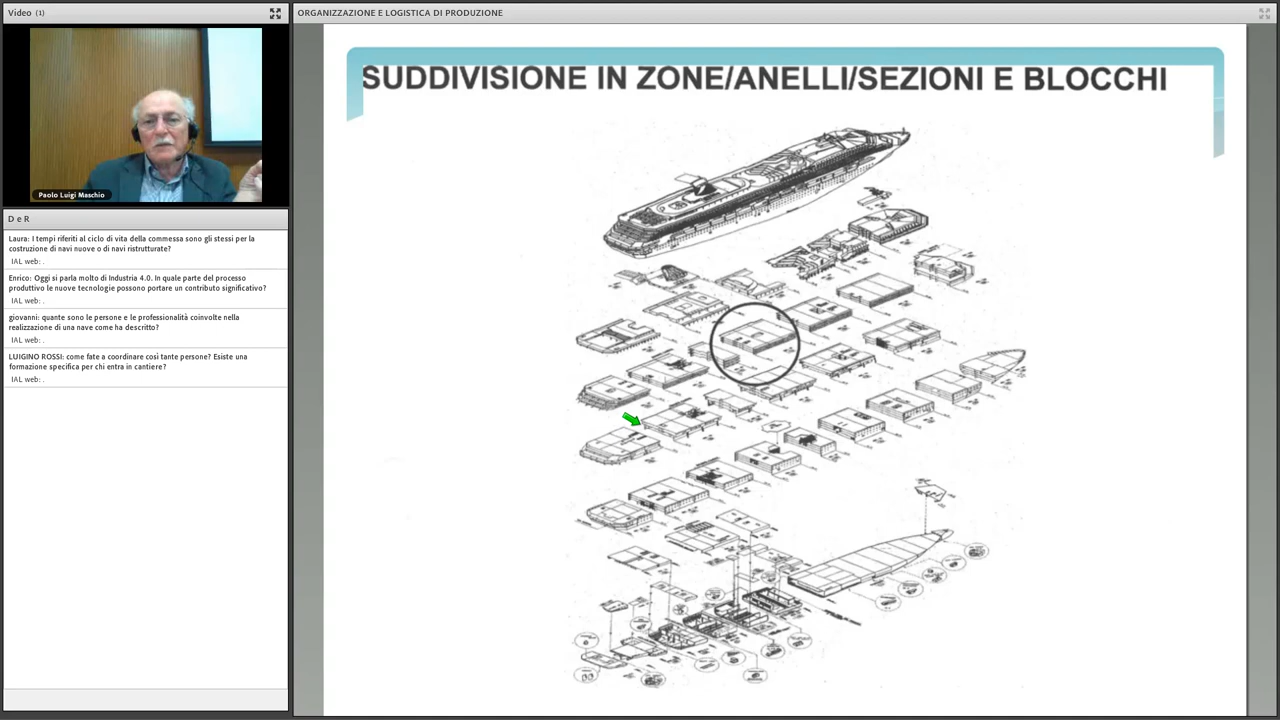 Video (1)
Paolo Luigi Maschio
D e R
Laura: I tempi riferiti al ciclo di vita della commessa sono gli stessi per la
costruzione di navi nuove o di navi ristrutturate?
IAL web: .
Enrico: Oggi si parla molto di Industria 4.0. In quale parte del processo
produttivo le nuove tecnologie possono portare un contributo significativo?
IAL web: .
giovanni: quante sono le persone e le professionalità coinvolte nella
realizzazione di una nave come ha descritto?
IAL web: .
LUIGINO ROSSI: come fate a coordinare così tante persone? Esiste una
formazione specifica per chi entra in cantiere?
IAL web: .
ORGANIZZAZIONE E LOGISTICA DI PRODUZIONE
SUDDIVISIONE IN ZONE/ANELLI/SEZIONI E BLOCCHI